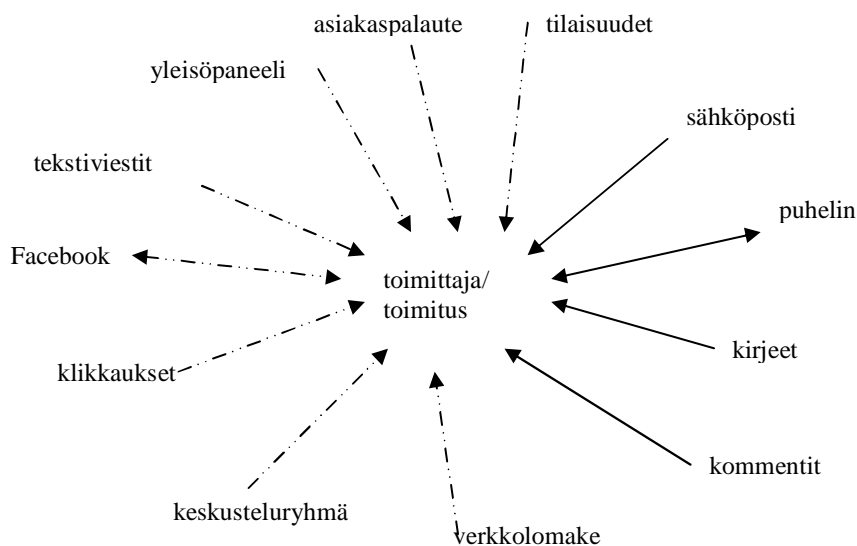 asiakaspalaute
tilaisuudet
yleisöpaneeli
sähköposti
tekstiviestit
puhelin
Facebook
toimittaja/
toimitus
kirjeet
klikkaukset
kommentit
keskusteluryhmä
verkkolomake